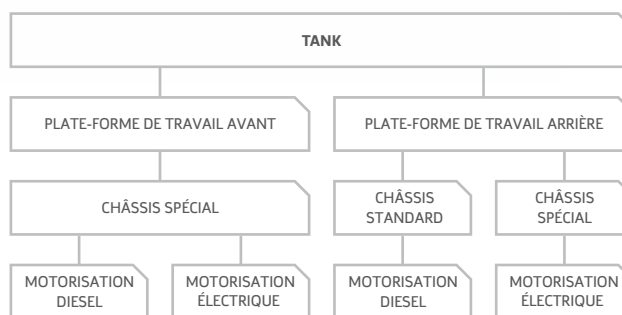 TANK
PLATE-FORME DE TRAVAIL AVANT
PLATE-FORME DE TRAVAIL ARRIÈRE
CHÂSSIS SPÉCIAL
CHÂSSIS
STANDARD
CHÂSSIS
SPÉCIAL
MOTORISATION
DIESEL
MOTORISATION
ÉLECTRIQUE
MOTORISATION
DIESEL
MOTORISATION
ÉLECTRIQUE